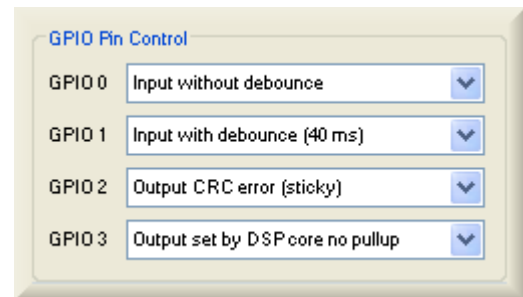 GPIO Pin Control
GPIO 0 Input without debounce
GPIO 1 Input with debounce (40 ms)
GPIO 2 Output CRC error (sticky)
GPIO 3 Output set by DSP core no pullup